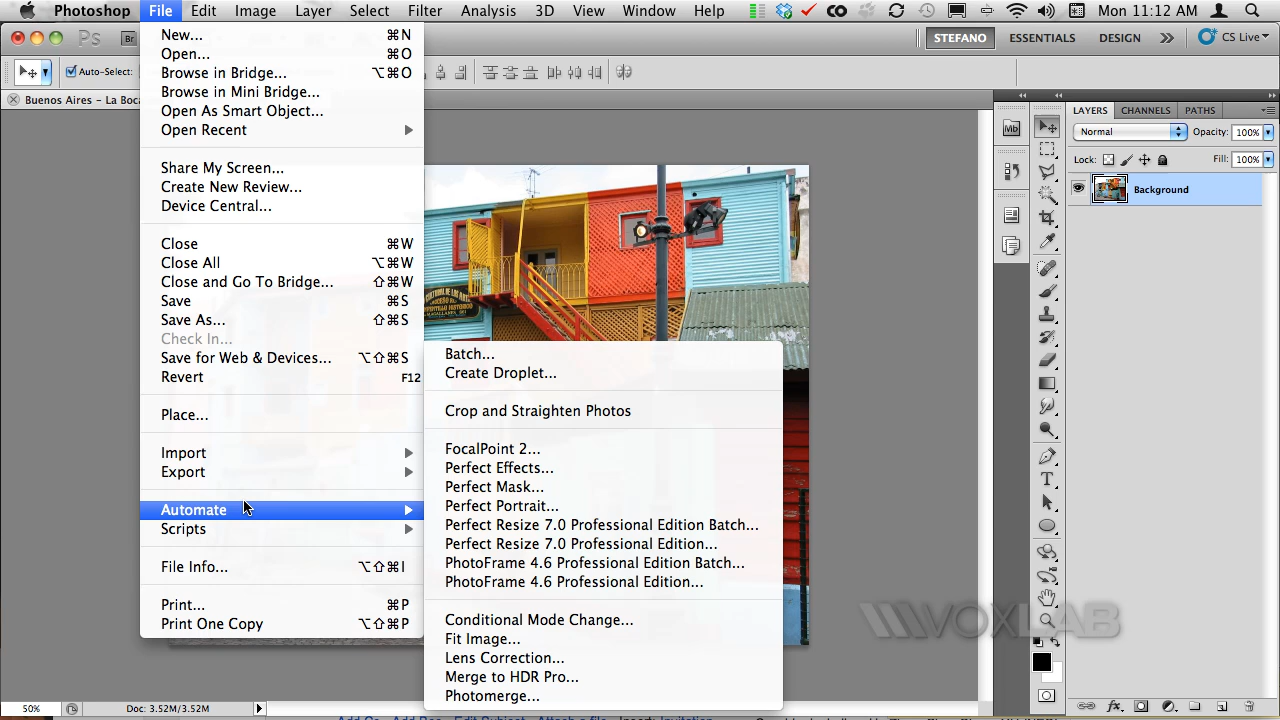 Photoshop File Edit Image Layer Select Filter Analysis 3D View Window Help Mon 11:12 AM
Ps Br STEFANO ESSENTIALS DESIGN CS Live
Auto-Select:
Buenos Aires - La Boca
New... ⌘N
Open... ⌘O
Browse in Bridge... ⌥⌘O
Browse in Mini Bridge...
Open As Smart Object...
Open Recent
Share My Screen...
Create New Review...
Device Central...
Close ⌘W
Close All ⌥⌘W
Close and Go To Bridge... ⇧⌘W
Save ⌘S
Save As... ⇧⌘S
Check In...
Save for Web & Devices... ⌥⇧⌘S
Revert F12
Place...
Import
Export
Automate
Scripts
File Info... ⌥⇧⌘I
Print... ⌘P
Print One Copy ⌥⇧⌘P
Batch...
Create Droplet...
Crop and Straighten Photos
FocalPoint 2...
Perfect Effects...
Perfect Mask...
Perfect Portrait...
Perfect Resize 7.0 Professional Edition Batch...
Perfect Resize 7.0 Professional Edition...
PhotoFrame 4.6 Professional Edition Batch...
PhotoFrame 4.6 Professional Edition...
Conditional Mode Change...
Fit Image...
Lens Correction...
Merge to HDR Pro...
Photomerge...
Mb
LAYERS CHANNELS PATHS
Normal Opacity: 100%
Lock: Fill: 100%
Background
VOXLAB
50% Doc: 3.52M/3.52M